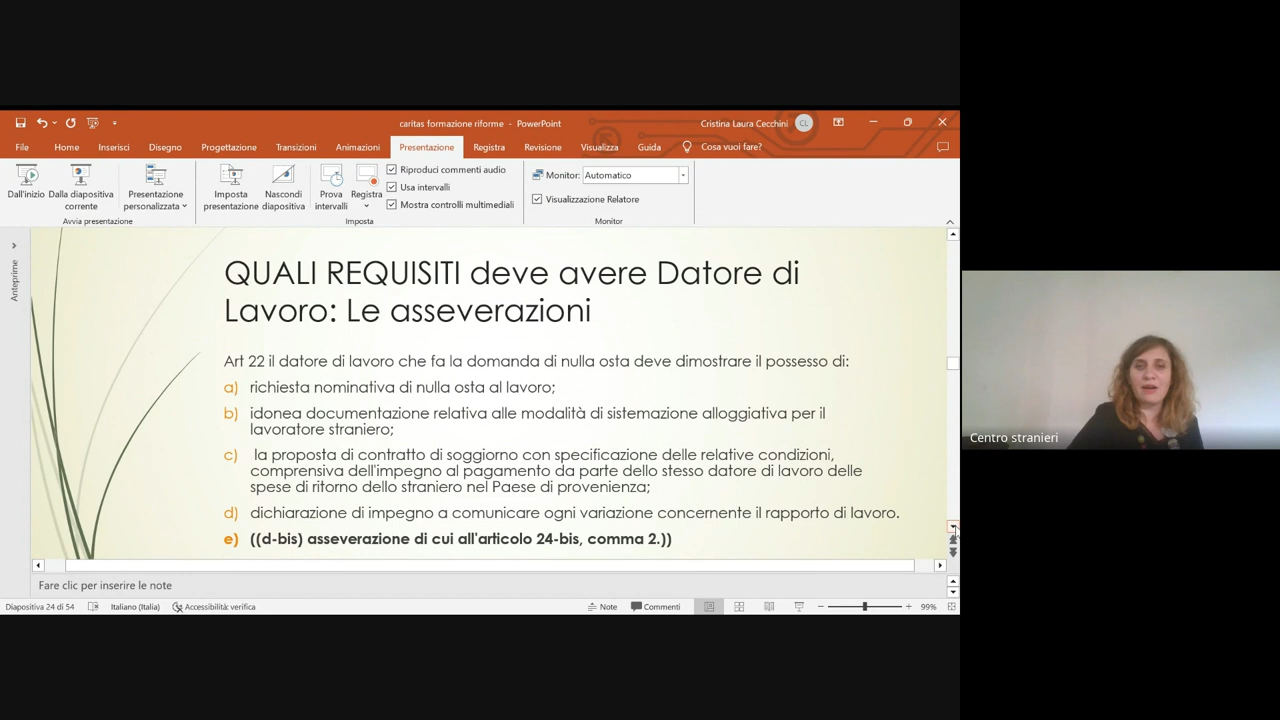 caritas formazione riforme - PowerPoint
Cristina Laura Cecchini
CL
File Home Inserisci Disegno Progettazione Transizioni Animazioni Presentazione Registra Revisione Visualizza Guida Cosa vuoi fare?
Dall'inizio
Dalla diapositiva corrente
Presentazione personalizzata
Imposta presentazione
Nascondi diapositiva
Prova intervalli
Registra
Riproduci commenti audio
Usa intervalli
Mostra controlli multimediali
Monitor: Automatico
Visualizzazione Relatore
Avvia presentazione
Imposta
Monitor
Anteprime
QUALI REQUISITI deve avere Datore di
Lavoro: Le asseverazioni
Art 22 il datore di lavoro che fa la domanda di nulla osta deve dimostrare il possesso di:
a) richiesta nominativa di nulla osta al lavoro;
b) idonea documentazione relativa alle modalità di sistemazione alloggiativa per il
lavoratore straniero;
c) la proposta di contratto di soggiorno con specificazione delle relative condizioni,
comprensiva dell'impegno al pagamento da parte dello stesso datore di lavoro delle
spese di ritorno dello straniero nel Paese di provenienza;
d) dichiarazione di impegno a comunicare ogni variazione concernente il rapporto di lavoro.
e) ((d-bis) asseverazione di cui all'articolo 24-bis, comma 2.))
Centro stranieri
Fare clic per inserire le note
Diapositiva 24 di 54
Italiano (Italia)
Accessibilità: verifica
Note
Commenti
99%